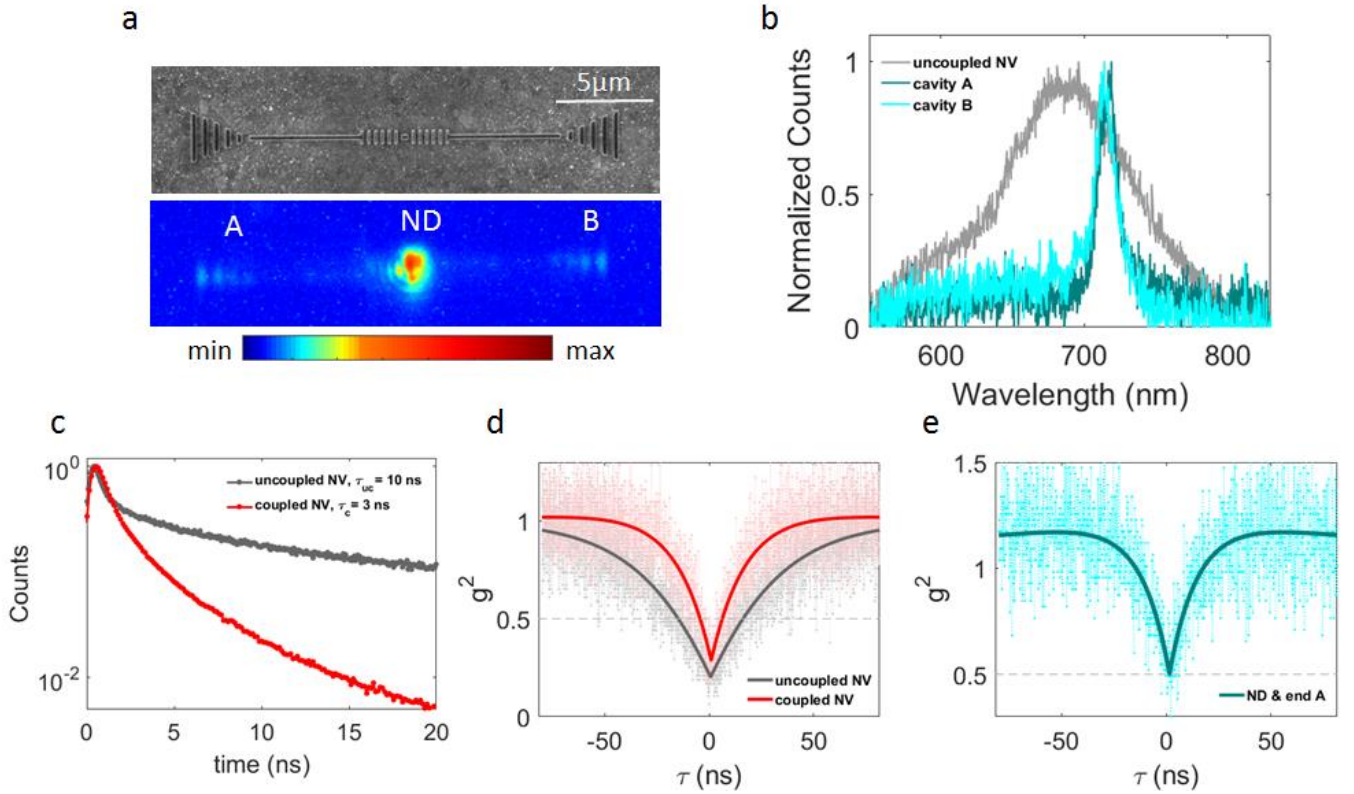 a
5μm
A ND B
min max
b
uncoupled NV
cavity A
cavity B
Normalized Counts
1
0.5
0
600 700 800
Wavelength (nm)
c
uncoupled NV, τuc = 10 ns
coupled NV, τc = 3 ns
Counts
10^0
10^-2
0 5 10 15 20
time (ns)
d
g^2
1
0.5
0
uncoupled NV
coupled NV
-50 0 50
τ (ns)
e
g^2
1.5
1
0.5
ND & end A
-50 0 50
τ (ns)